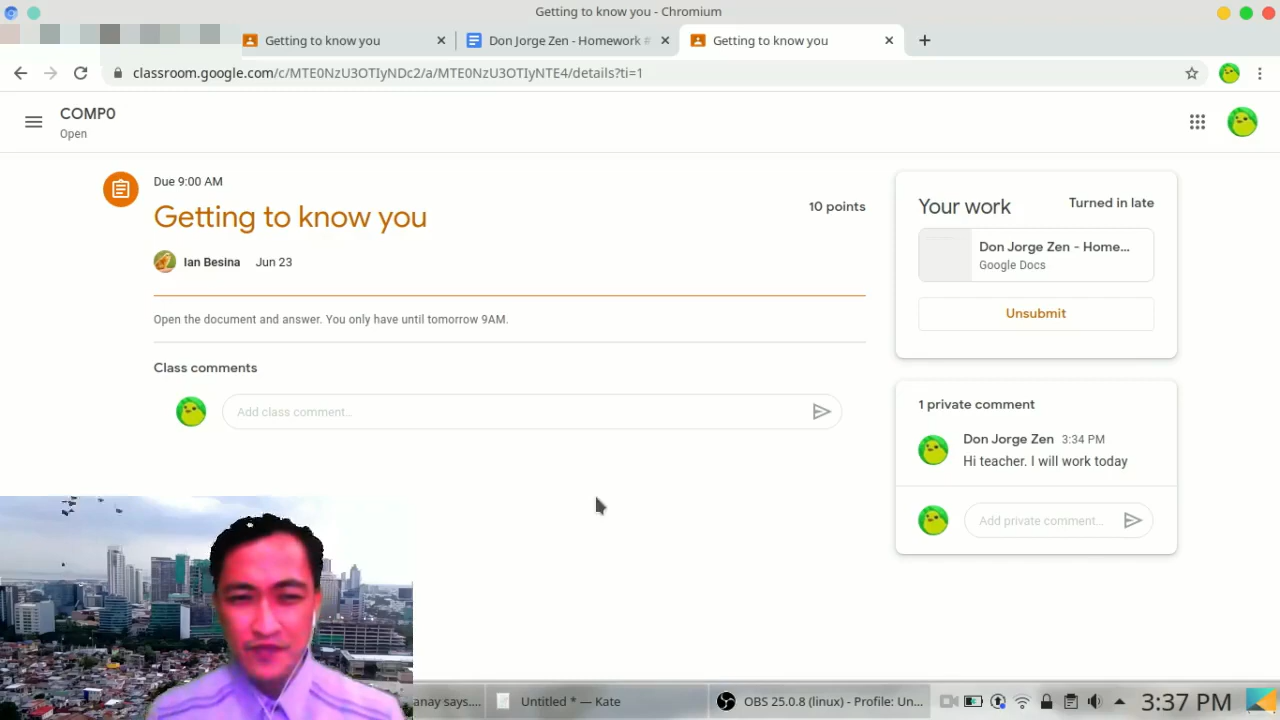 Getting to know you - Chromium
Getting to know you
Don Jorge Zen - Homework #
Getting to know you
classroom.google.com/c/MTE0NzU3OTIyNDc2/a/MTE0NzU3OTIyNTE4/details?ti=1
COMP0
Open
Due 9:00 AM
Getting to know you
10 points
Ian Besina Jun 23
Open the document and answer. You only have until tomorrow 9AM.
Class comments
Add class comment...
Your work
Turned in late
Don Jorge Zen - Home...
Google Docs
Unsubmit
1 private comment
Don Jorge Zen 3:34 PM
Hi teacher. I will work today
Add private comment...
anay says....
Untitled * — Kate
OBS 25.0.8 (linux) - Profile: Un...
3:37 PM